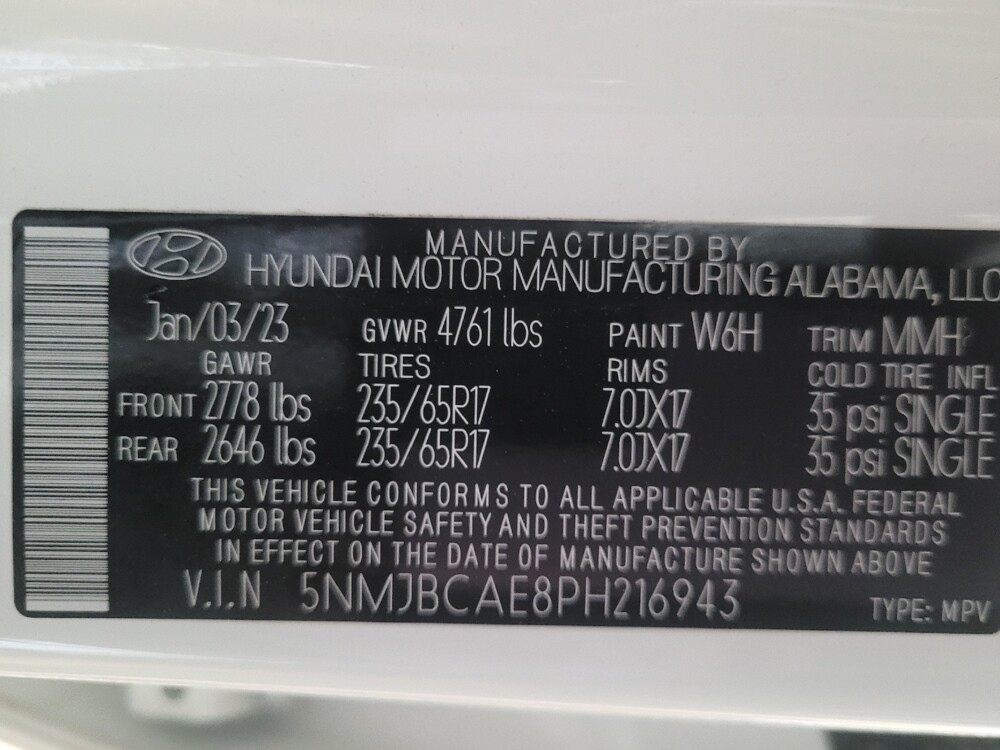 MANUFACTURED BY
HYUNDAI MOTOR MANUFACTURING ALABAMA, LLC
Jan/03/23 GVWR 4761 lbs PAINT W6H TRIM MMH
GAWR TIRES RIMS COLD TIRE INFL
FRONT 2778 lbs 235/65R17 7.0JX17 35 psi SINGLE
REAR 2646 lbs 235/65R17 7.0JX17 35 psi SINGLE
THIS VEHICLE CONFORMS TO ALL APPLICABLE U.S.A. FEDERAL
MOTOR VEHICLE SAFETY AND THEFT PREVENTION STANDARDS
IN EFFECT ON THE DATE OF MANUFACTURE SHOWN ABOVE
V.I.N 5NMJBCAE8PH216943 TYPE: MPV